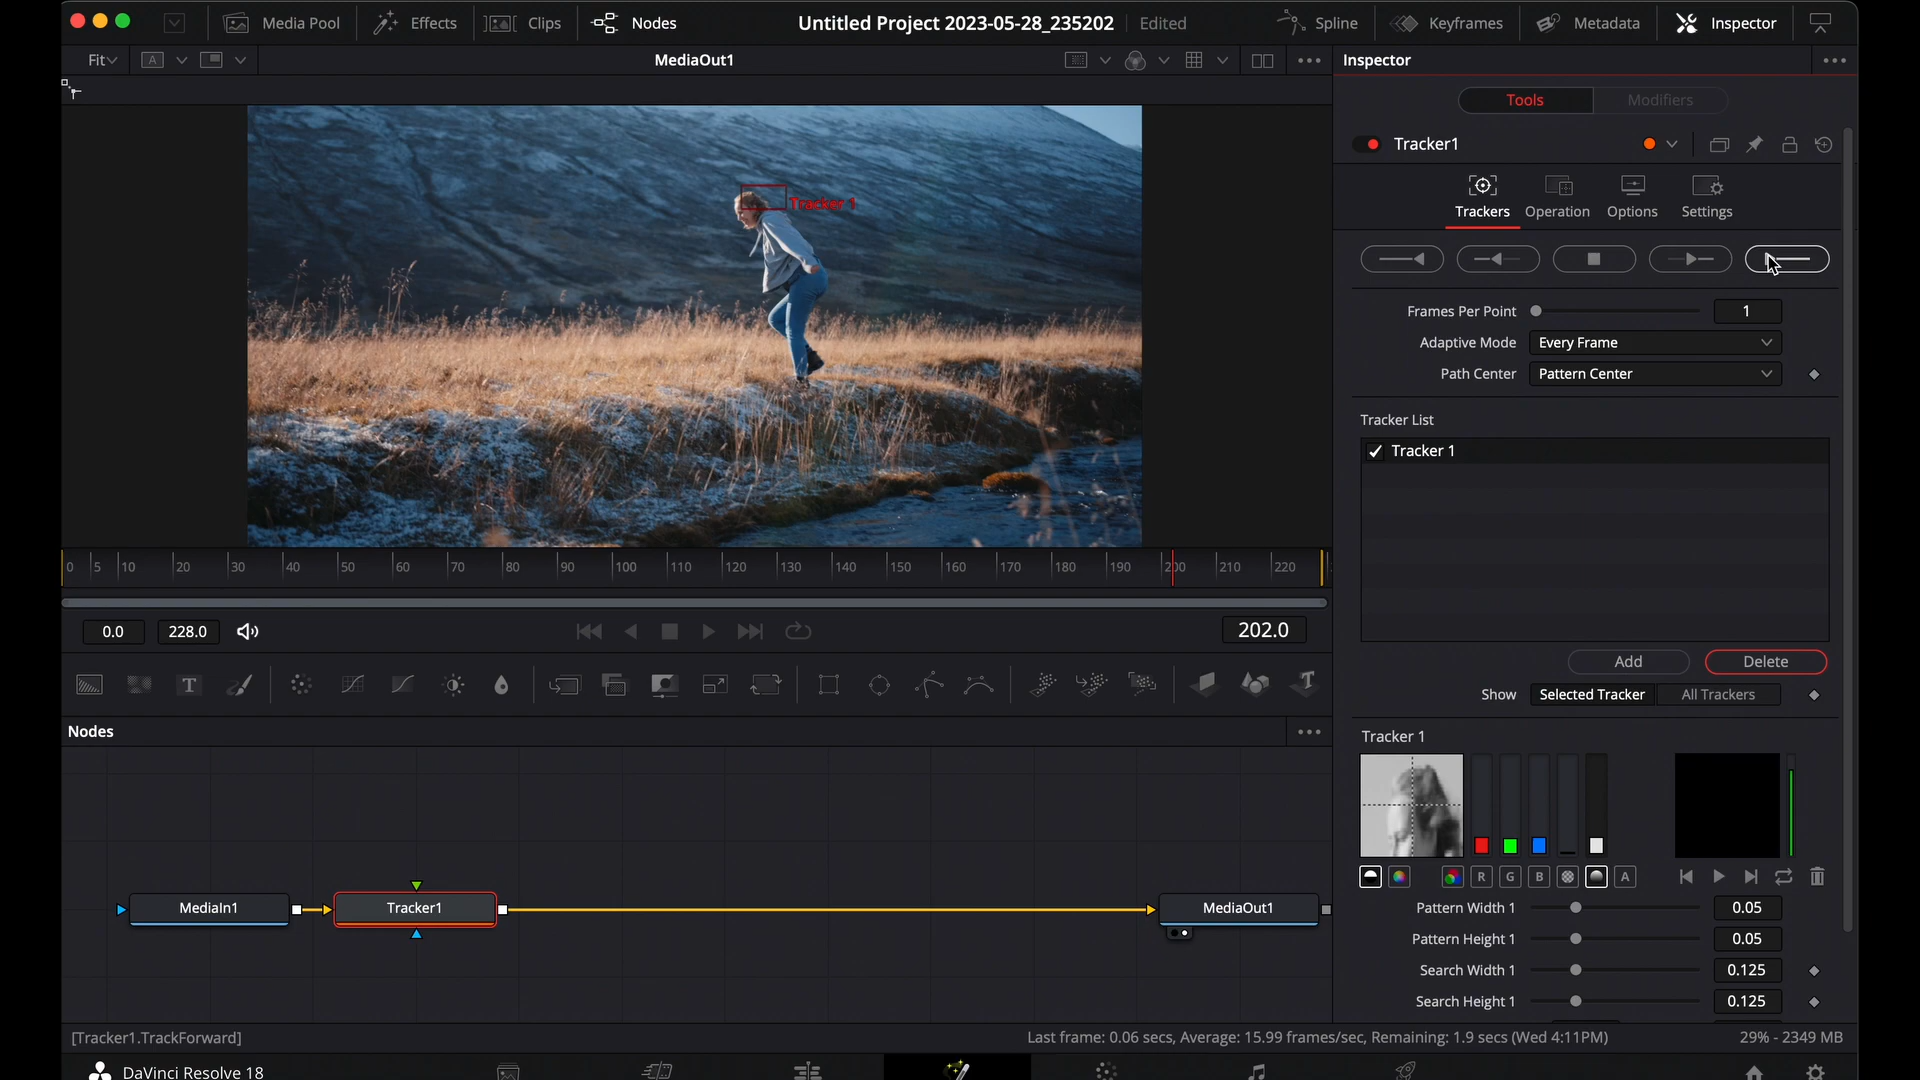 Media Pool
Effects
Clips
Nodes
Untitled Project 2023-05-28_235202
Edited
Spline
Keyframes
Metadata
Inspector
Fit
A
MediaOut1
Inspector
Tools
Modifiers
Tracker1
Trackers
Operation
Options
Settings
Tracker 1
Frames Per Point
1
Adaptive Mode
Every Frame
Path Center
Pattern Center
Tracker List
Tracker 1
0 5 10 20 30 40 50 60 70 80 90 100 110 120 130 140 150 160 170 180 190 200 210 220
0.0
228.0
202.0
Add
Delete
Show
Selected Tracker
All Trackers
T
T
Nodes
Tracker 1
R
G
B
A
MediaIn1
Tracker1
MediaOut1
Pattern Width 1
0.05
Pattern Height 1
0.05
Search Width 1
0.125
Search Height 1
0.125
[Tracker1.TrackForward]
Last frame: 0.06 secs, Average: 15.99 frames/sec, Remaining: 1.9 secs (Wed 4:11PM)
29% - 2349 MB
DaVinci Resolve 18